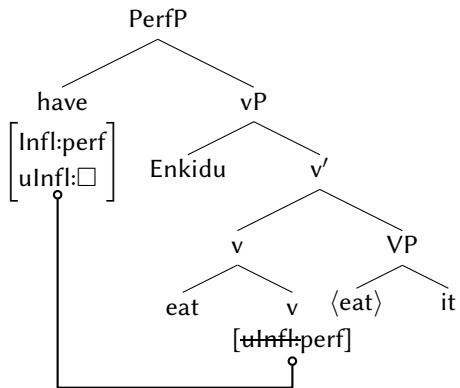 PerfP
have vP
[Infl:perf
uInfl:□]
Enkidu v′
v VP
eat v ⟨eat⟩ it
[uInfl:perf]